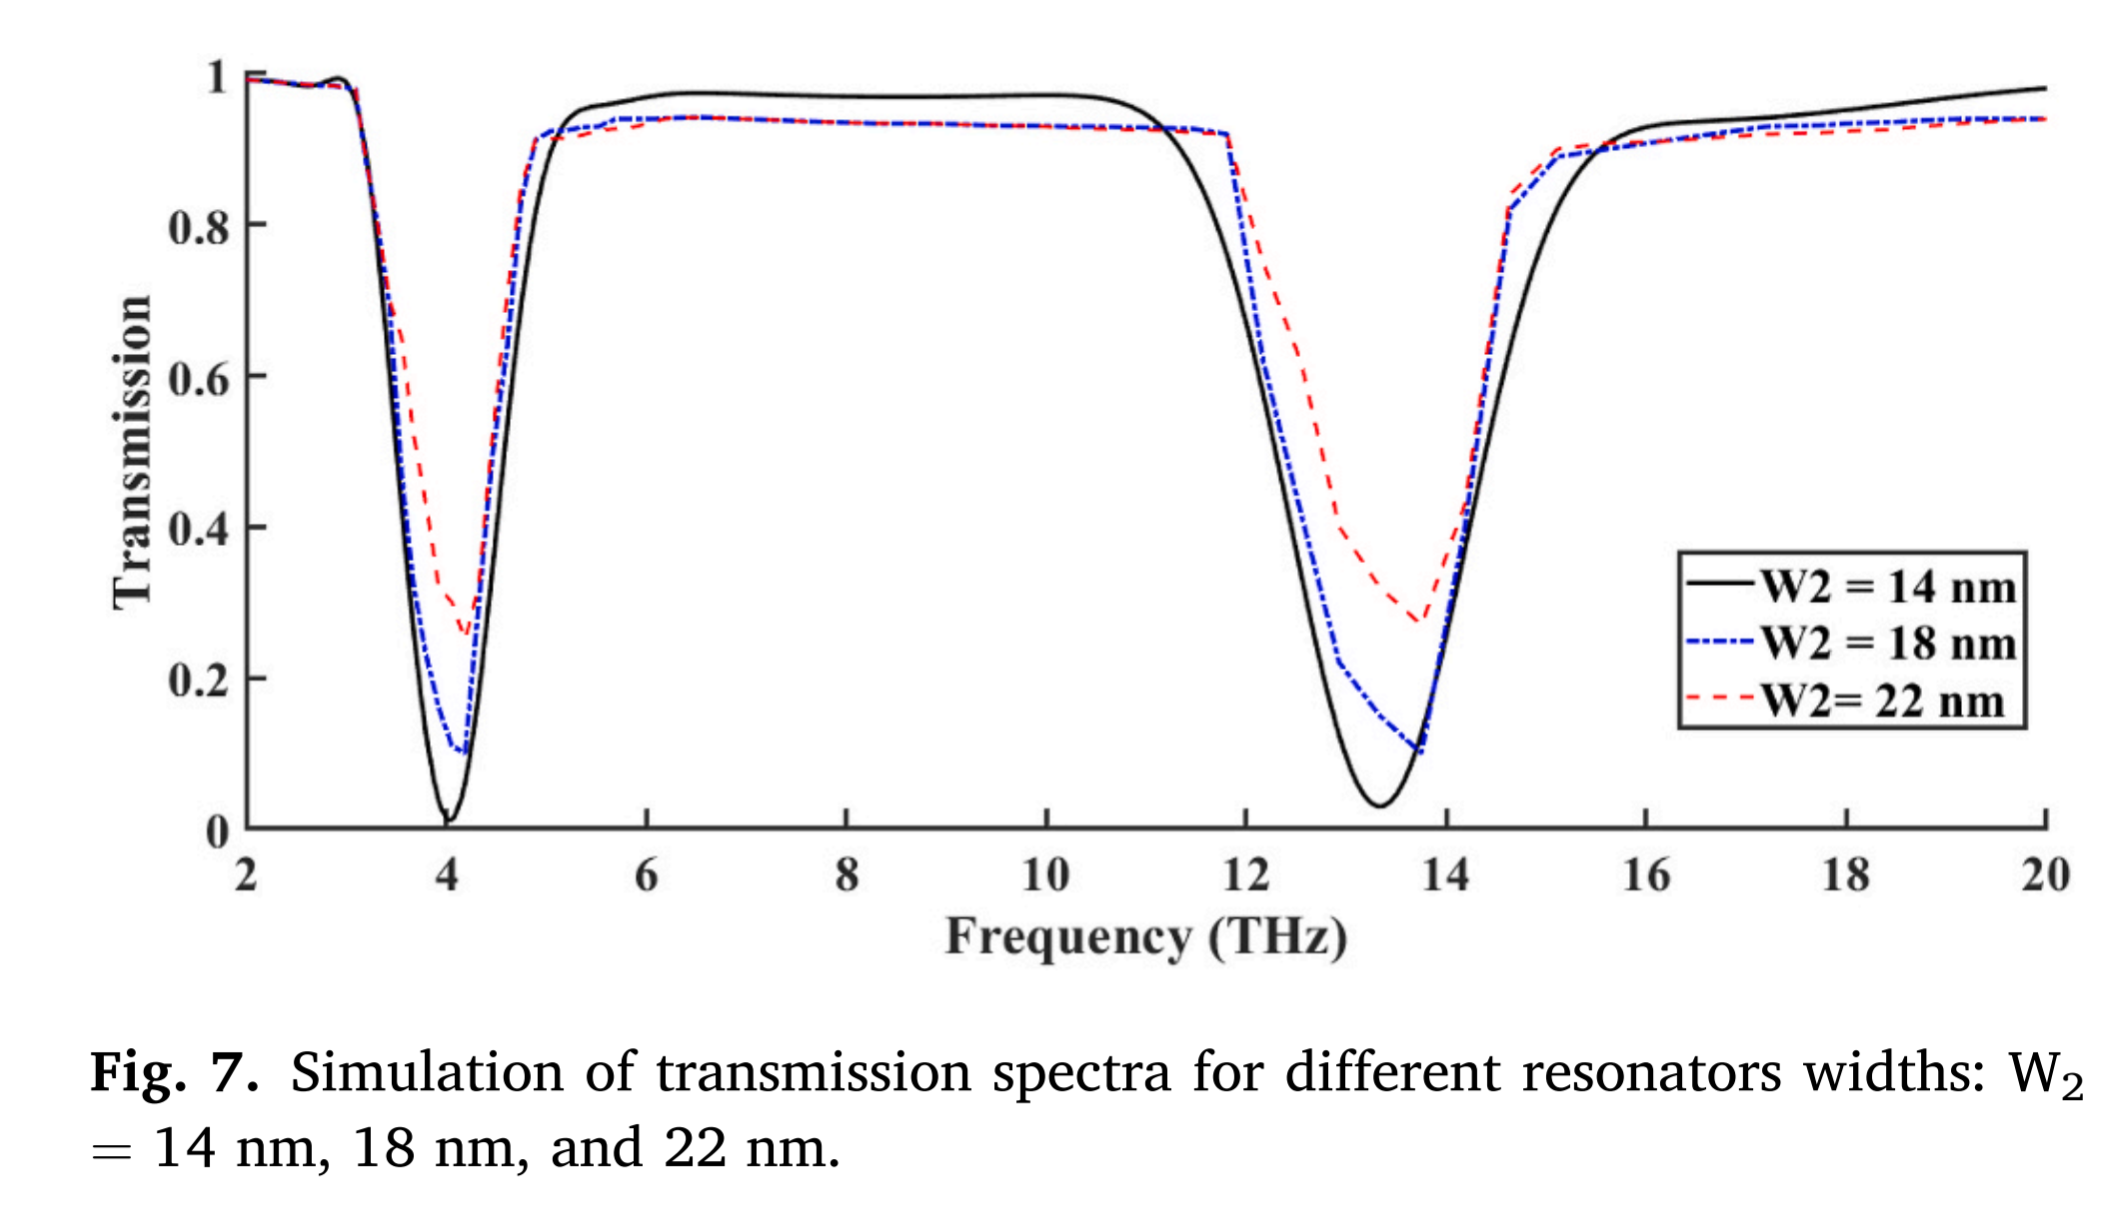 1
0.8
0.6
0.4
0.2
0
Transmission
2 4 6 8 10 12 14 16 18 20
Frequency (THz)
W2 = 14 nm
W2 = 18 nm
W2= 22 nm
Fig. 7. Simulation of transmission spectra for different resonators widths: W₂
= 14 nm, 18 nm, and 22 nm.